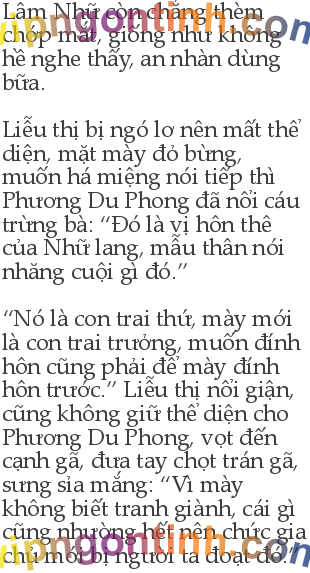 Lâm Nhữ còn chẳng thèm
chớp mắt, giống như không
hề nghe thấy, an nhàn dùng
bữa.
Liễu thị bị ngó lơ nên mất thể
diện, mặt mày đỏ bừng,
muốn há miệng nói tiếp thì
Phương Du Phong đã nổi cáu
trừng bà: “Đó là vị hôn thê
của Nhữ lang, mẫu thân nói
nhăng cuội gì đó.”
“Nó là con trai thứ, mày mới
là con trai trưởng, muốn đính
hôn cũng phải để mày đính
hôn trước.” Liễu thị nổi giận,
cũng không giữ thể diện cho
Phương Du Phong, vọt đến
cạnh gã, đưa tay chọt trán gã,
sưng sỉa mắng: “Vì mày
không biết tranh giành, cái gì
cũng nhường hết nên chức gia
chủ mới bị người ta đoạt đó.”
vipngontinh.com
vipngontinh.com